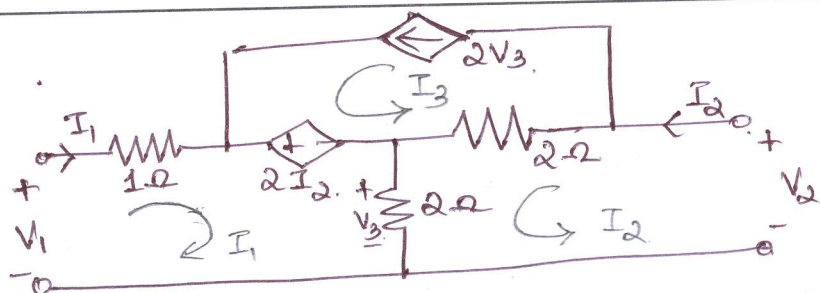 2V3.
I3
I1
I2
1Ω
+ -
2I2.
2Ω
+
V1
-
+
V3
-
2Ω
+
V2
-
I1
I2